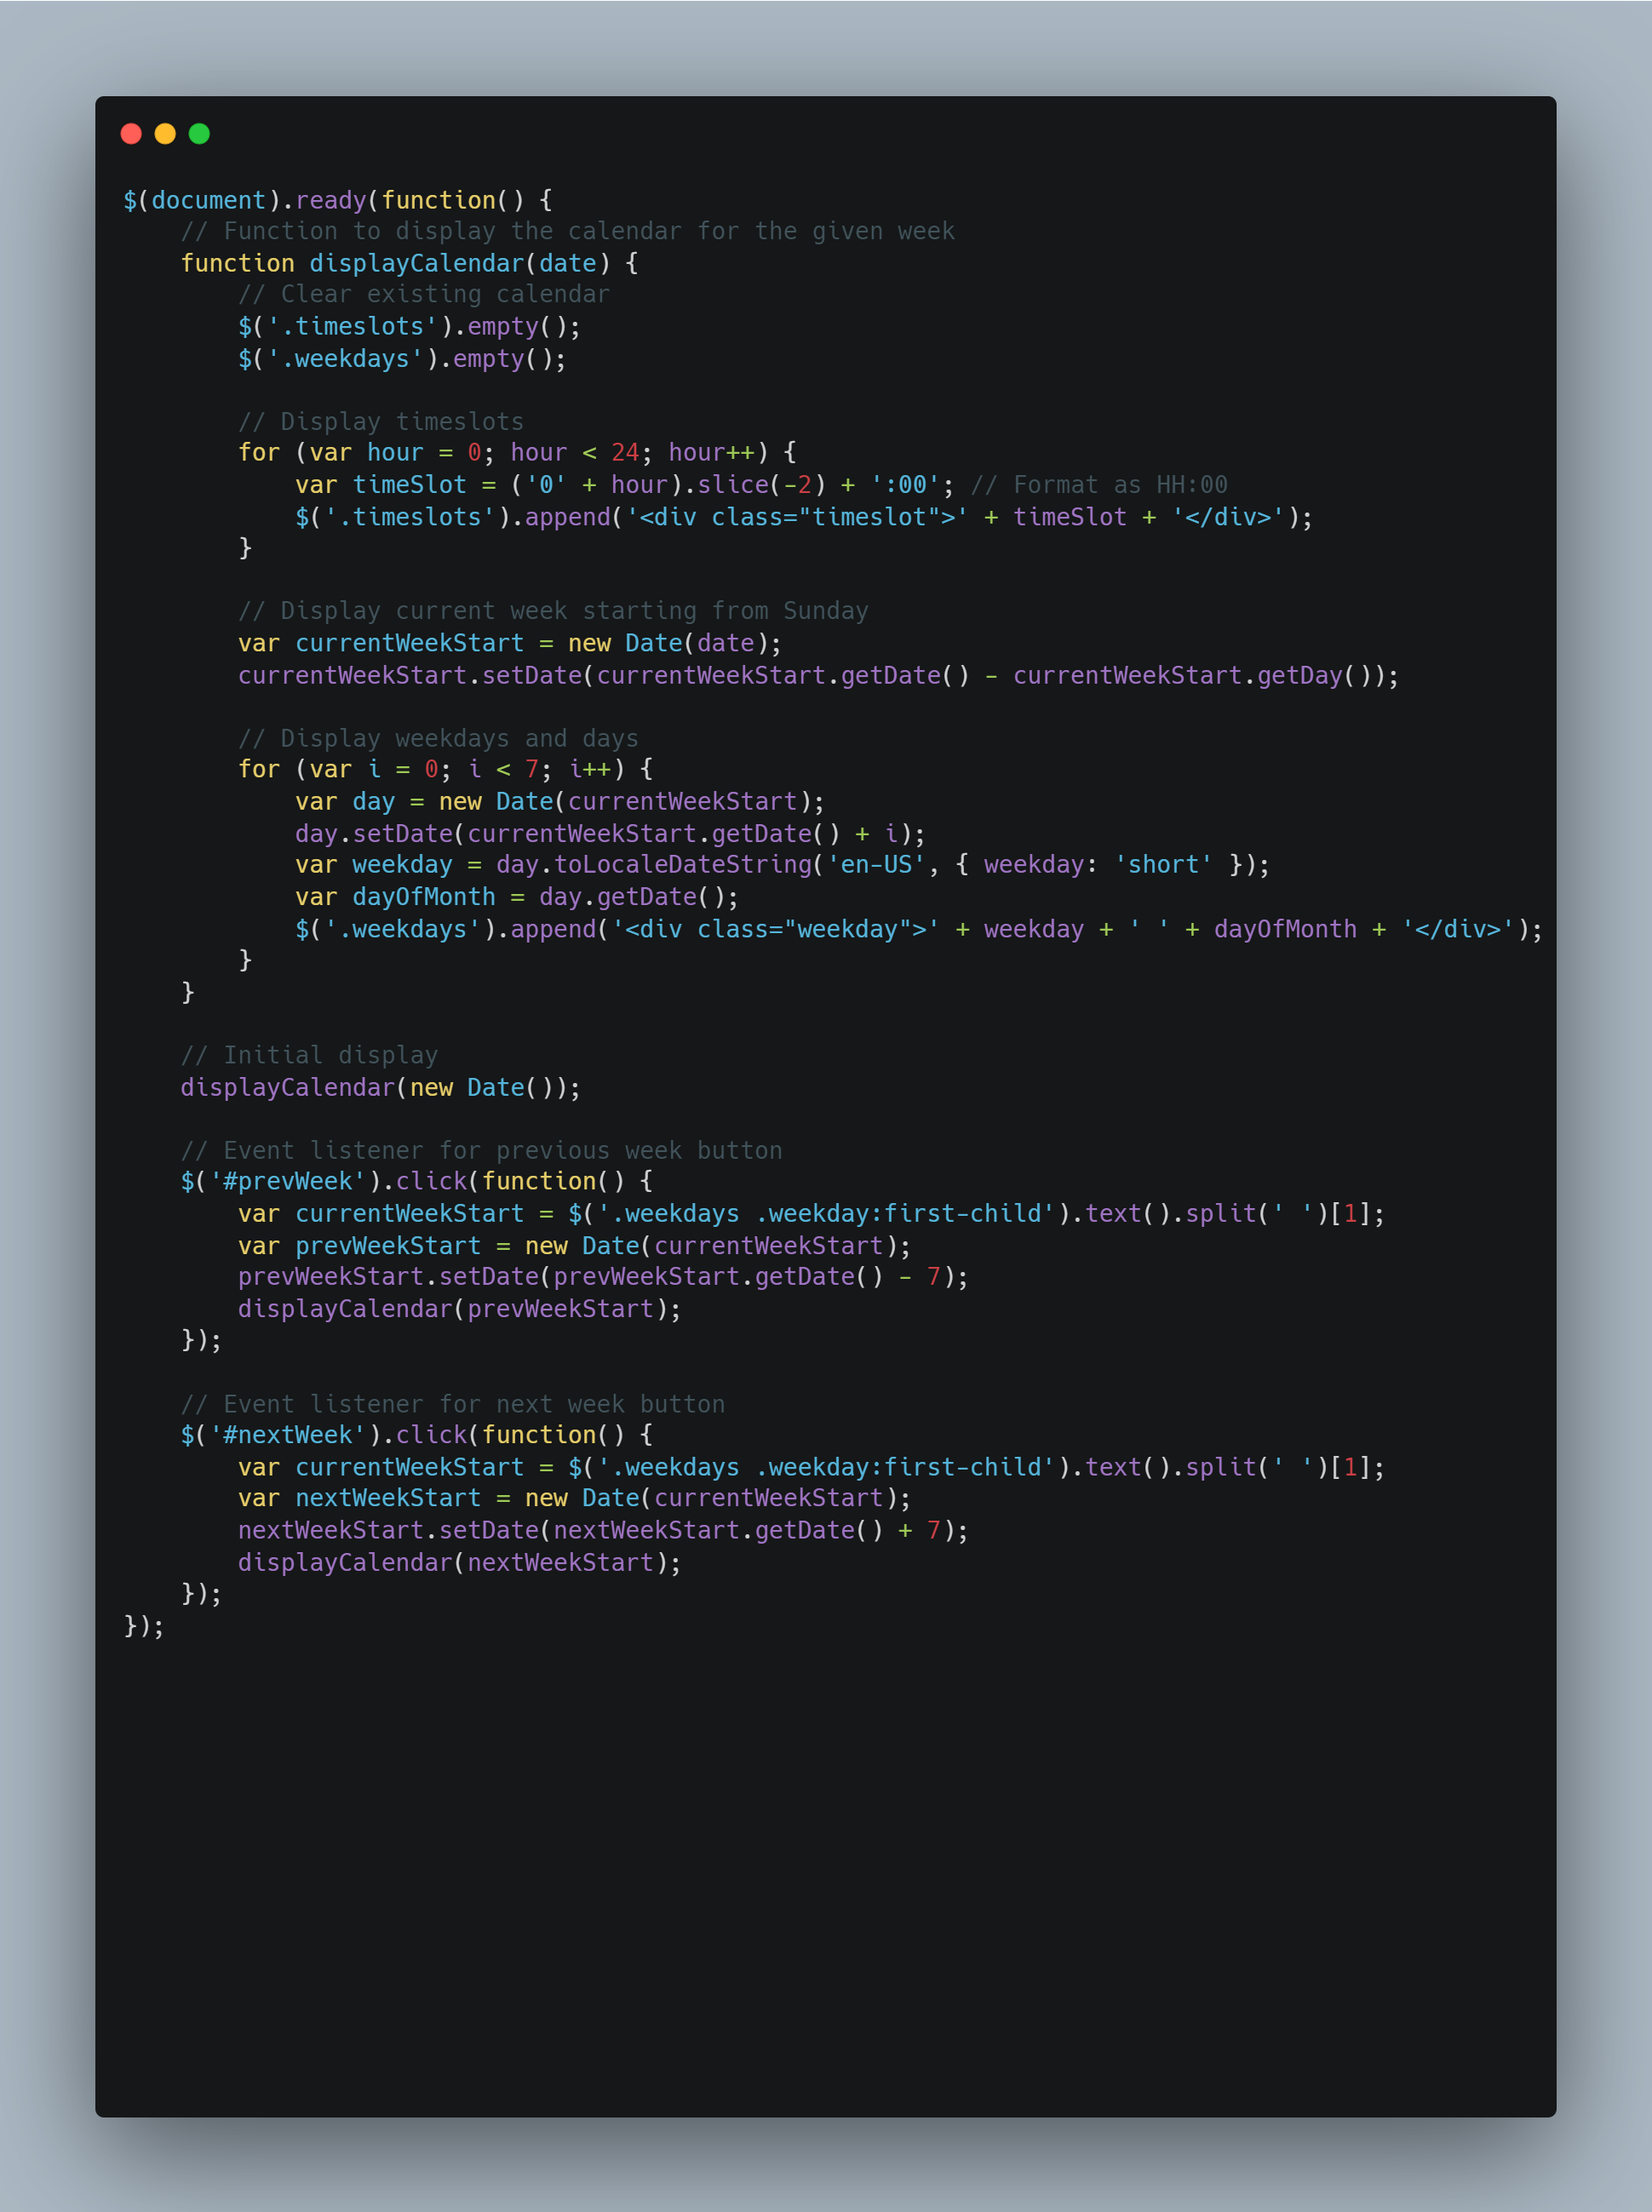 $(document).ready(function() {
    // Function to display the calendar for the given week
    function displayCalendar(date) {
        // Clear existing calendar
        $('.timeslots').empty();
        $('.weekdays').empty();

        // Display timeslots
        for (var hour = 0; hour < 24; hour++) {
            var timeSlot = ('0' + hour).slice(-2) + ':00'; // Format as HH:00
            $('.timeslots').append('<div class="timeslot">' + timeSlot + '</div>');
        }

        // Display current week starting from Sunday
        var currentWeekStart = new Date(date);
        currentWeekStart.setDate(currentWeekStart.getDate() - currentWeekStart.getDay());

        // Display weekdays and days
        for (var i = 0; i < 7; i++) {
            var day = new Date(currentWeekStart);
            day.setDate(currentWeekStart.getDate() + i);
            var weekday = day.toLocaleDateString('en-US', { weekday: 'short' });
            var dayOfMonth = day.getDate();
            $('.weekdays').append('<div class="weekday">' + weekday + ' ' + dayOfMonth + '</div>');
        }
    }

    // Initial display
    displayCalendar(new Date());

    // Event listener for previous week button
    $('#prevWeek').click(function() {
        var currentWeekStart = $('.weekdays .weekday:first-child').text().split(' ')[1];
        var prevWeekStart = new Date(currentWeekStart);
        prevWeekStart.setDate(prevWeekStart.getDate() - 7);
        displayCalendar(prevWeekStart);
    });

    // Event listener for next week button
    $('#nextWeek').click(function() {
        var currentWeekStart = $('.weekdays .weekday:first-child').text().split(' ')[1];
        var nextWeekStart = new Date(currentWeekStart);
        nextWeekStart.setDate(nextWeekStart.getDate() + 7);
        displayCalendar(nextWeekStart);
    });
});